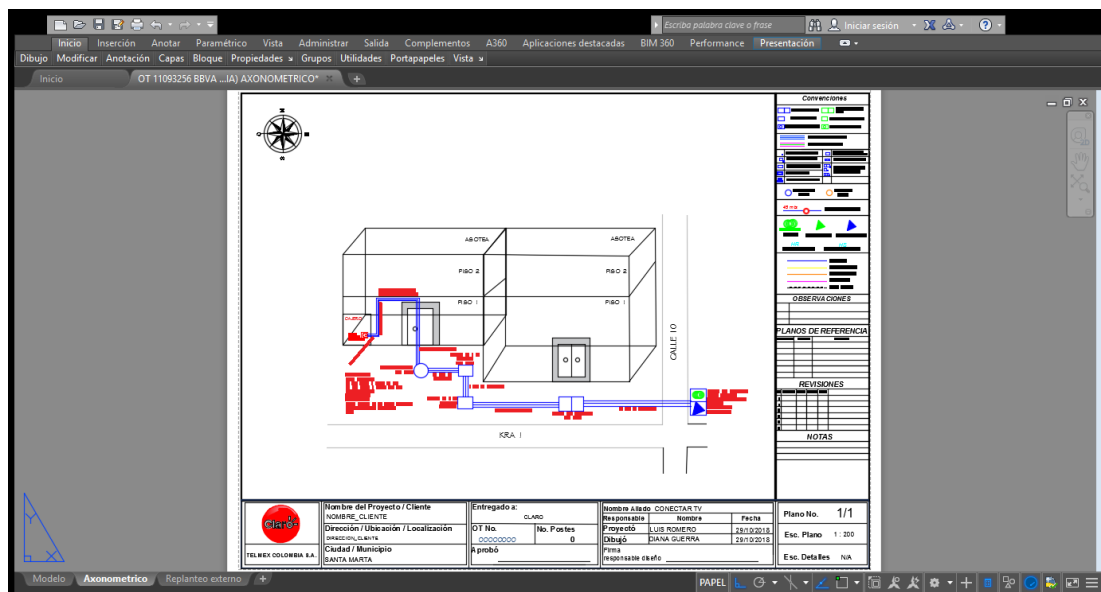 Escriba palabra clave o frase
Iniciar sesión
Inicio Inserción Anotar Paramétrico Vista Administrar Salida Complementos A360 Aplicaciones destacadas BIM 360 Performance Presentación
Dibujo Modificar Anotación Capas Bloque Propiedades Grupos Utilidades Portapapeles Vista
Inicio
OT 11093256 BBVA ...IA) AXONOMETRICO*
Convenciones
AGOTEA
AGOTEA
PISO 2
PISO 2
PISO 1
PISO 1
CAJERO
CALLE 10
KRA 1
OBSERVACIONES
PLANOS DE REFERENCIA
REVISIONES
NOTAS
Claro
TELMEX COLOMBIA S.A.
Nombre del Proyecto / Cliente
NOMBRE_CLIENTE
Dirección / Ubicación / Localización
DIRECCION_CLIENTE
Ciudad / Municipio
SANTA MARTA
Entregado a:
CLARO
OT No. No. Postes
OOOOOOOO 0
Aprobó
Nombre Aliado CONECTAR TV
Responsable Nombre Fecha
Proyectó LUIS ROMERO 29/10/2018
Dibujó DIANA GUERRA 29/10/2018
Firma
responsable diseño
Plano No. 1/1
Esc. Plano 1 : 200
Esc. Detalles N/A
Modelo Axonometrico Replanteo externo
PAPEL